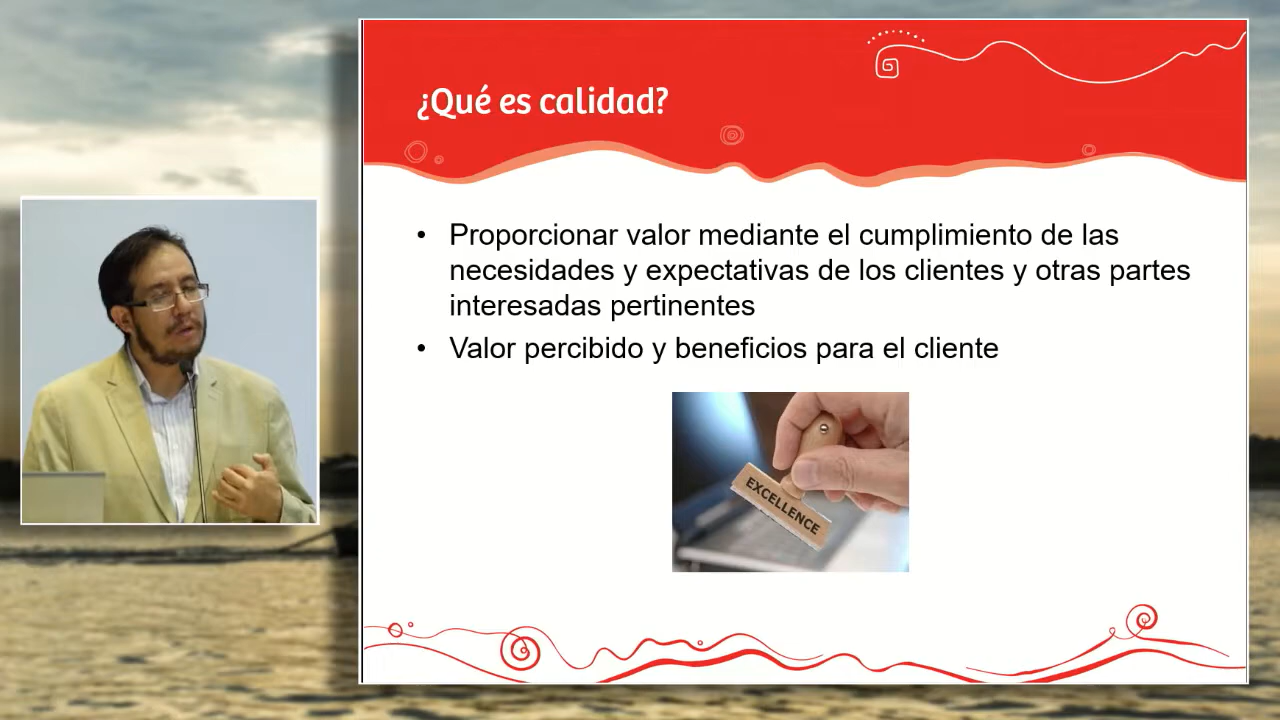 ¿Qué es calidad?
• Proporcionar valor mediante el cumplimiento de las
necesidades y expectativas de los clientes y otras partes
interesadas pertinentes
• Valor percibido y beneficios para el cliente
EXCELLENCE